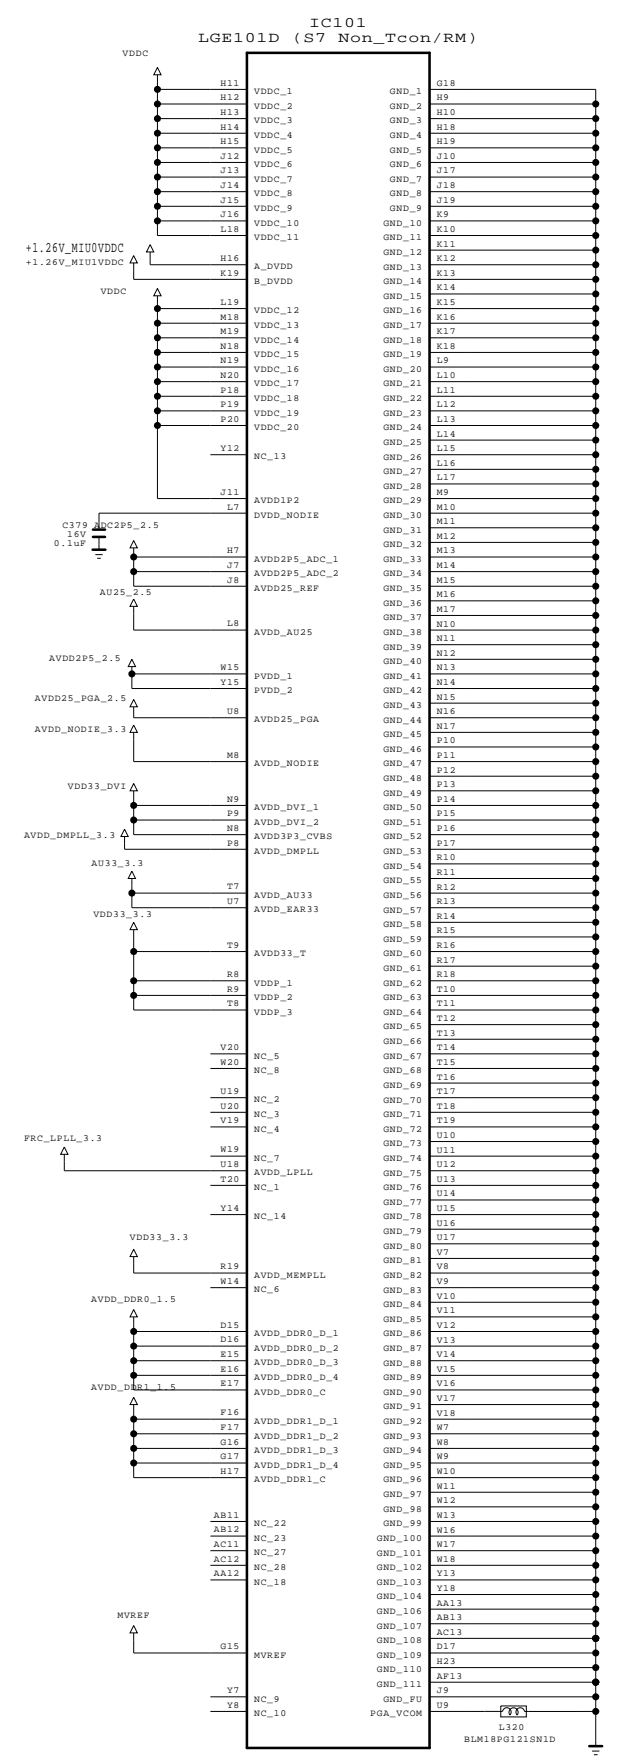 IC101
LGE101D (S7 Non_Tcon/RM)
VDDC
H11 VDDC_1
H12 VDDC_2
H13 VDDC_3
H14 VDDC_4
H15 VDDC_5
J12 VDDC_6
J13 VDDC_7
J14 VDDC_8
J15 VDDC_9
J16 VDDC_10
L18 VDDC_11
+1.26V_MIU0VDDC
+1.26V_MIU1VDDC
H16 A_DVDD
K19 B_DVDD
VDDC
L19 VDDC_12
M18 VDDC_13
M19 VDDC_14
N18 VDDC_15
N19 VDDC_16
N20 VDDC_17
P18 VDDC_18
P19 VDDC_19
P20 VDDC_20
Y12 NC_13
J11 AVDD1P2
L7 DVDD_NODIE
C379 ADC2P5_2.5
16V
0.1uF
H7 AVDD2P5_ADC_1
J7 AVDD2P5_ADC_2
J8 AVDD25_REF
AU25_2.5
L8 AVDD_AU25
AVDD2P5_2.5
W15 PVDD_1
Y15 PVDD_2
AVDD25_PGA_2.5
U8 AVDD25_PGA
AVDD_NODIE_3.3
M8 AVDD_NODIE
VDD33_DVI
N9 AVDD_DVI_1
P9 AVDD_DVI_2
N8 AVDD3P3_CVBS
AVDD_DMPLL_3.3
P8 AVDD_DMPLL
AU33_3.3
T7 AVDD_AU33
U7 AVDD_EAR33
VDD33_3.3
T9 AVDD33_T
R8 VDDP_1
R9 VDDP_2
T8 VDDP_3
V20 NC_5
W20 NC_8
U19 NC_2
U20 NC_3
V19 NC_4
FRC_LPLL_3.3
W19 NC_7
U18 AVDD_LPLL
T20 NC_1
Y14 NC_14
VDD33_3.3
R19 AVDD_MEMPLL
W14 NC_6
AVDD_DDR0_1.5
D15 AVDD_DDR0_D_1
D16 AVDD_DDR0_D_2
E15 AVDD_DDR0_D_3
E16 AVDD_DDR0_D_4
E17 AVDD_DDR0_C
AVDD_DDR1_1.5
F16 AVDD_DDR1_D_1
F17 AVDD_DDR1_D_2
G16 AVDD_DDR1_D_3
G17 AVDD_DDR1_D_4
H17 AVDD_DDR1_C
AB11 NC_22
AB12 NC_23
AC11 NC_27
AC12 NC_28
AA12 NC_18
MVREF
G15 MVREF
Y7 NC_9
Y8 NC_10
GND_1 G18
GND_2 H9
GND_3 H10
GND_4 H18
GND_5 H19
GND_6 J10
GND_7 J17
GND_8 J18
GND_9 J19
GND_10 K9
GND_11 K10
GND_12 K11
GND_13 K12
GND_14 K13
GND_15 K14
GND_16 K15
GND_17 K16
GND_18 K17
GND_19 K18
GND_20 L9
GND_21 L10
GND_22 L11
GND_23 L12
GND_24 L13
GND_25 L14
GND_26 L15
GND_27 L16
GND_28 L17
GND_29 M9
GND_30 M10
GND_31 M11
GND_32 M12
GND_33 M13
GND_34 M14
GND_35 M15
GND_36 M16
GND_37 M17
GND_38 N10
GND_39 N11
GND_40 N12
GND_41 N13
GND_42 N14
GND_43 N15
GND_44 N16
GND_45 N17
GND_46 P10
GND_47 P11
GND_48 P12
GND_49 P13
GND_50 P14
GND_51 P15
GND_52 P16
GND_53 P17
GND_54 R10
GND_55 R11
GND_56 R12
GND_57 R13
GND_58 R14
GND_59 R15
GND_60 R16
GND_61 R17
GND_62 R18
GND_63 T10
GND_64 T11
GND_65 T12
GND_66 T13
GND_67 T14
GND_68 T15
GND_69 T16
GND_70 T17
GND_71 T18
GND_72 T19
GND_73 U10
GND_74 U11
GND_75 U12
GND_76 U13
GND_77 U14
GND_78 U15
GND_79 U16
GND_80 U17
GND_81 V7
GND_82 V8
GND_83 V9
GND_84 V10
GND_85 V11
GND_86 V12
GND_87 V13
GND_88 V14
GND_89 V15
GND_90 V16
GND_91 V17
GND_92 V18
GND_93 W7
GND_94 W8
GND_95 W9
GND_96 W10
GND_97 W11
GND_98 W12
GND_99 W13
GND_100 W16
GND_101 W17
GND_102 W18
GND_103 Y13
GND_104 Y18
GND_106 AA13
GND_107 AB13
GND_108 AC13
GND_109 D17
GND_110 H23
GND_111 AF13
GND_FU J9
PGA_VCOM U9
L320
BLM18PG121SN1D